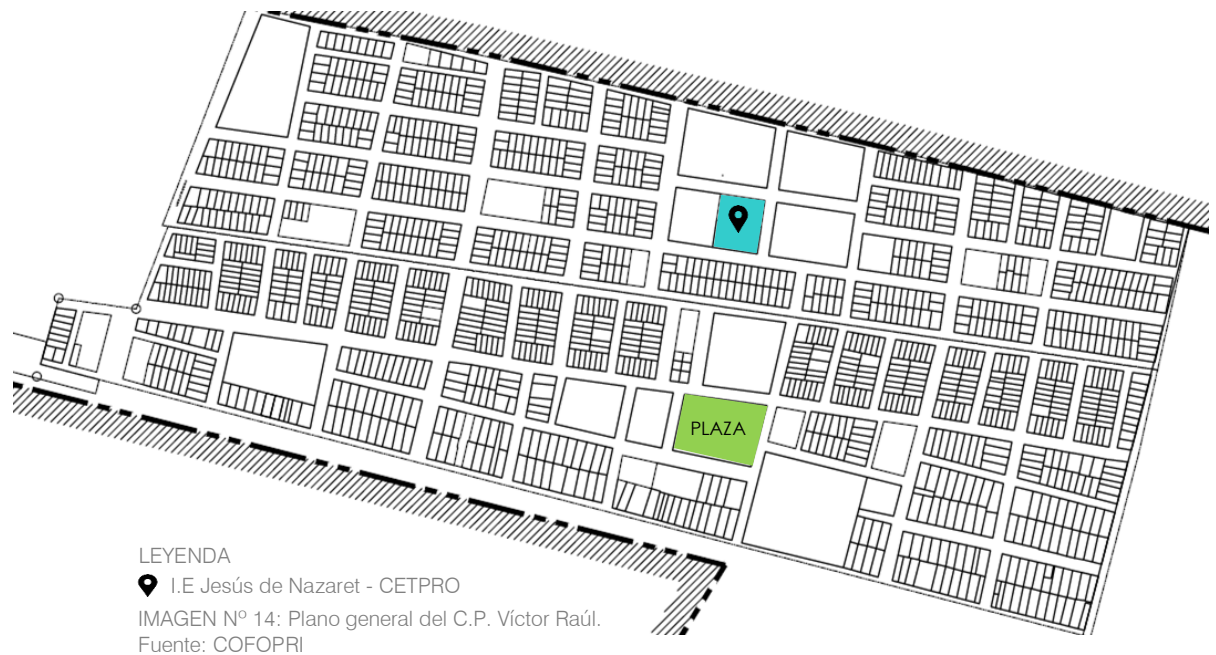 PLAZA
LEYENDA
I.E Jesús de Nazaret - CETPRO
IMAGEN Nº 14: Plano general del C.P. Víctor Raúl.
Fuente: COFOPRI